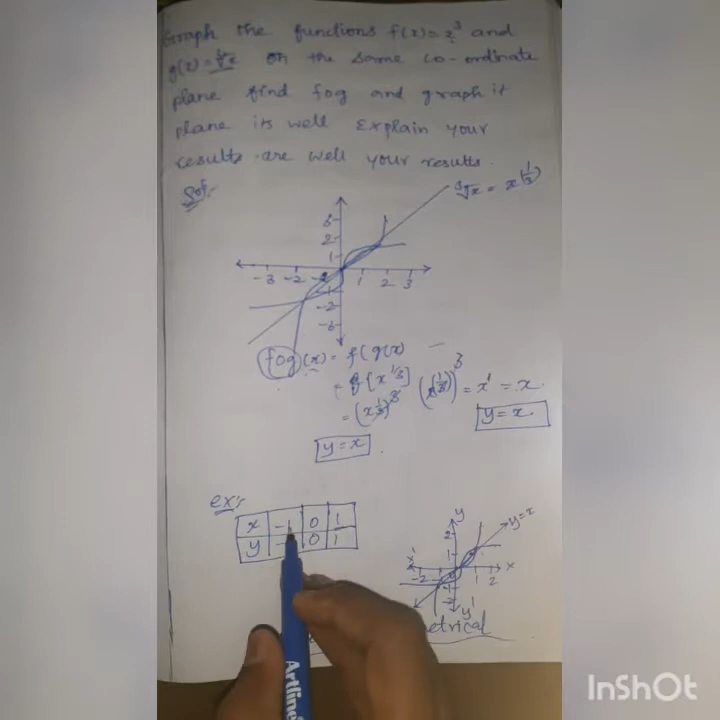 Graph the functions f(x)=x³ and
g(x)=∛x on the same co-ordinate
plane find fog and graph it
plane its well Explain your
results are well your results.
Sol:
∛x = x^(1/3)
3
2
1
-3 -2 1 2 3
-1
-2
-3
fog(x) = f(g(x)
= f[x^1/3] (x^(1/3))³ = x¹ = x.
= (x^1/3)³
y=x.
y=x
ex:
x -1 0 1
y 0 1
y
2
1
y=x
x' x
-2 1 2
y'
etrical
Artline
InShOt